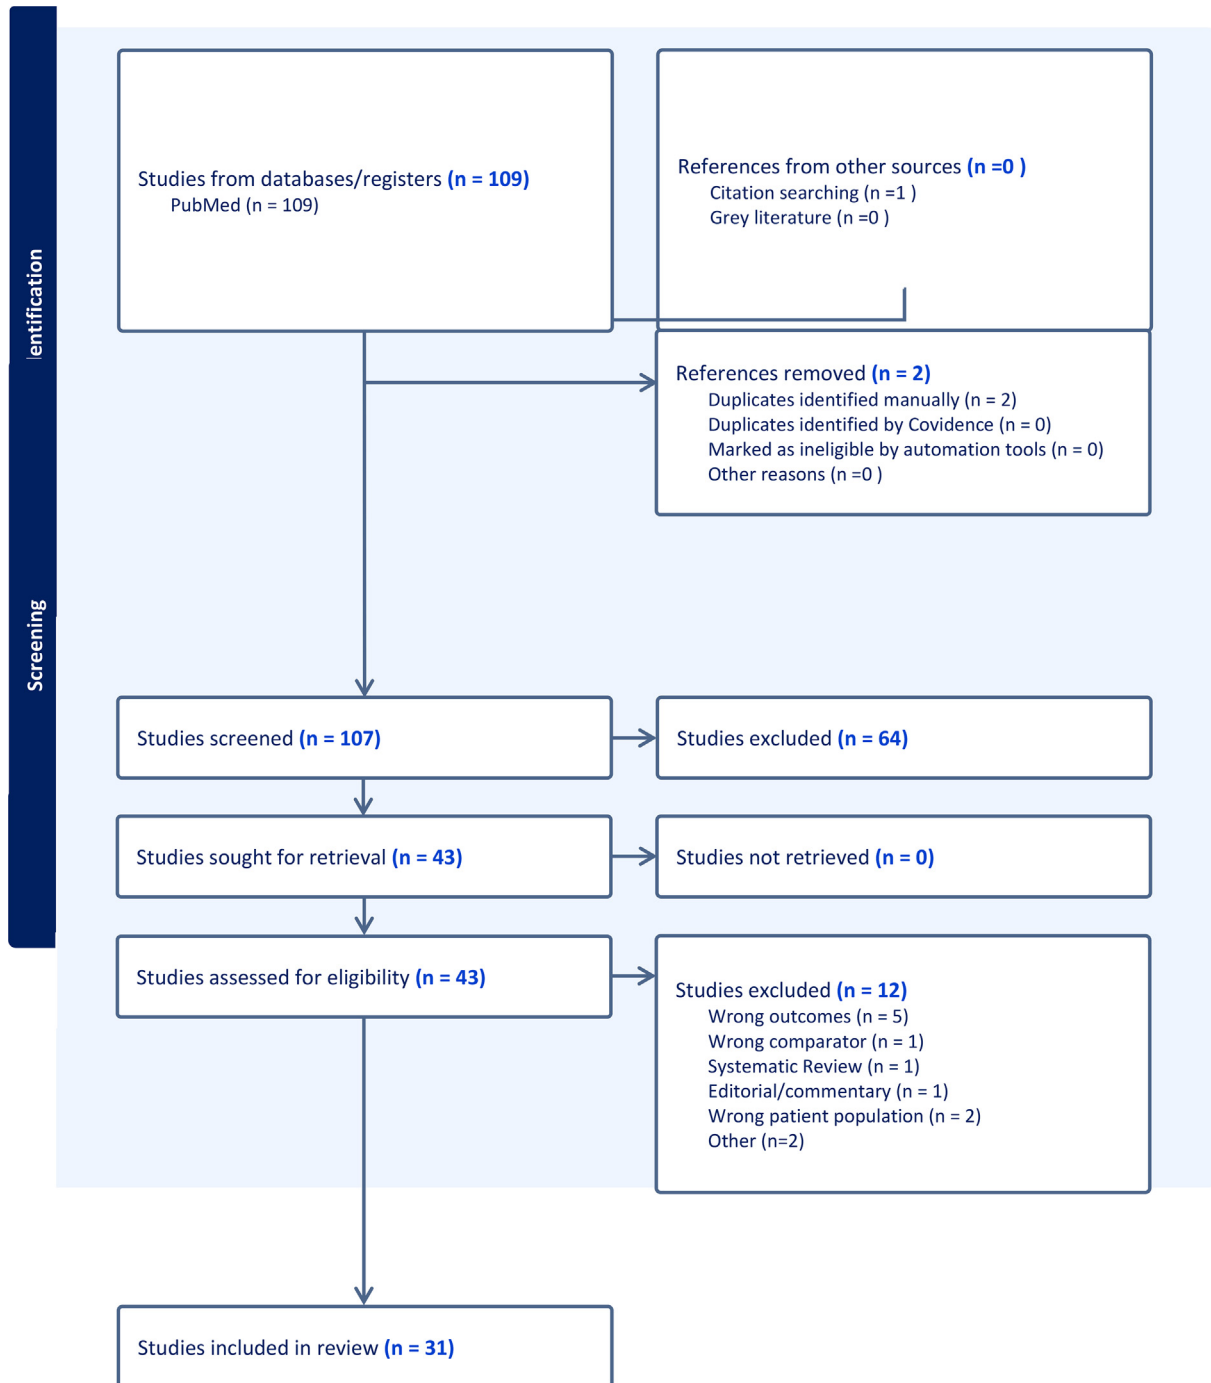 Studies from databases/registers (n = 109)
PubMed (n = 109)
References from other sources (n =0 )
Citation searching (n =1 )
Grey literature (n =0 )
entification
References removed (n = 2)
Duplicates identified manually (n = 2)
Duplicates identified by Covidence (n = 0)
Marked as ineligible by automation tools (n = 0)
Other reasons (n =0 )
Screening
Studies screened (n = 107)
Studies excluded (n = 64)
Studies sought for retrieval (n = 43)
Studies not retrieved (n = 0)
Studies assessed for eligibility (n = 43)
Studies excluded (n = 12)
Wrong outcomes (n = 5)
Wrong comparator (n = 1)
Systematic Review (n = 1)
Editorial/commentary (n = 1)
Wrong patient population (n = 2)
Other (n=2)
Studies included in review (n = 31)